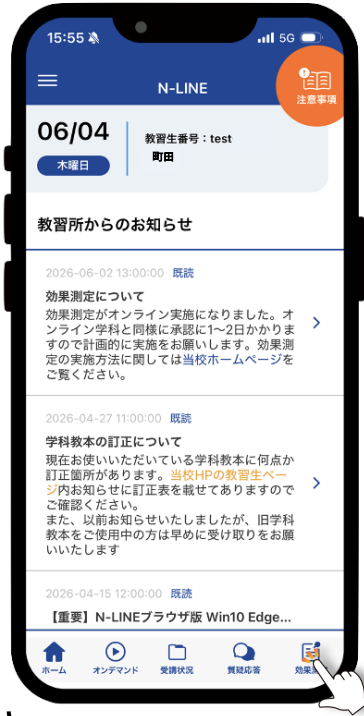 15:55
5G
N-LINE
注意事項
06/04
木曜日
教習生番号：test
町田
教習所からのお知らせ
2026-06-02 13:00:00 既読
効果測定について
効果測定がオンライン実施になりました。オ
ンライン学科と同様に承認に1〜2日かかりま
すので計画的に実施をお願いします。効果測
定の実施方法に関しては当校ホームページを
ご覧ください。
2026-04-27 11:00:00 既読
学科教本の訂正について
現在お使いいただいている学科教本に何点か
訂正箇所があります。当校HPの教習生ペー
ジ内お知らせに訂正表を載せてありますので
ご確認ください。
また、以前お知らせいたしましたが、旧学科
教本をご使用中の方は早めに受け取りをお願
いいたします
2026-04-15 12:00:00 既読
【重要】N-LINEブラウザ版 Win10 Edge...
ホーム
オンデマンド
受講状況
質疑応答
効果